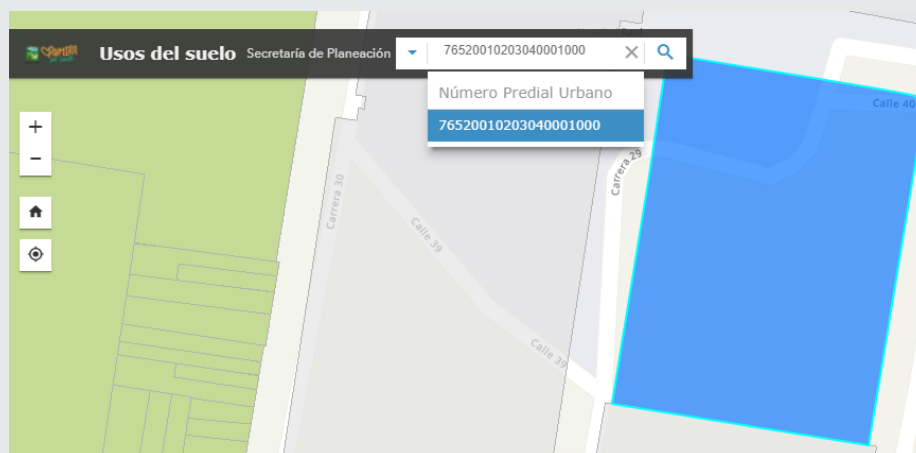 Palmira
Usos del suelo Secretaría de Planeación
76520010203040001000
Número Predial Urbano
76520010203040001000
+
−
Carrera 30
Calle 39
Calle 39
Carrera 29
Calle 40